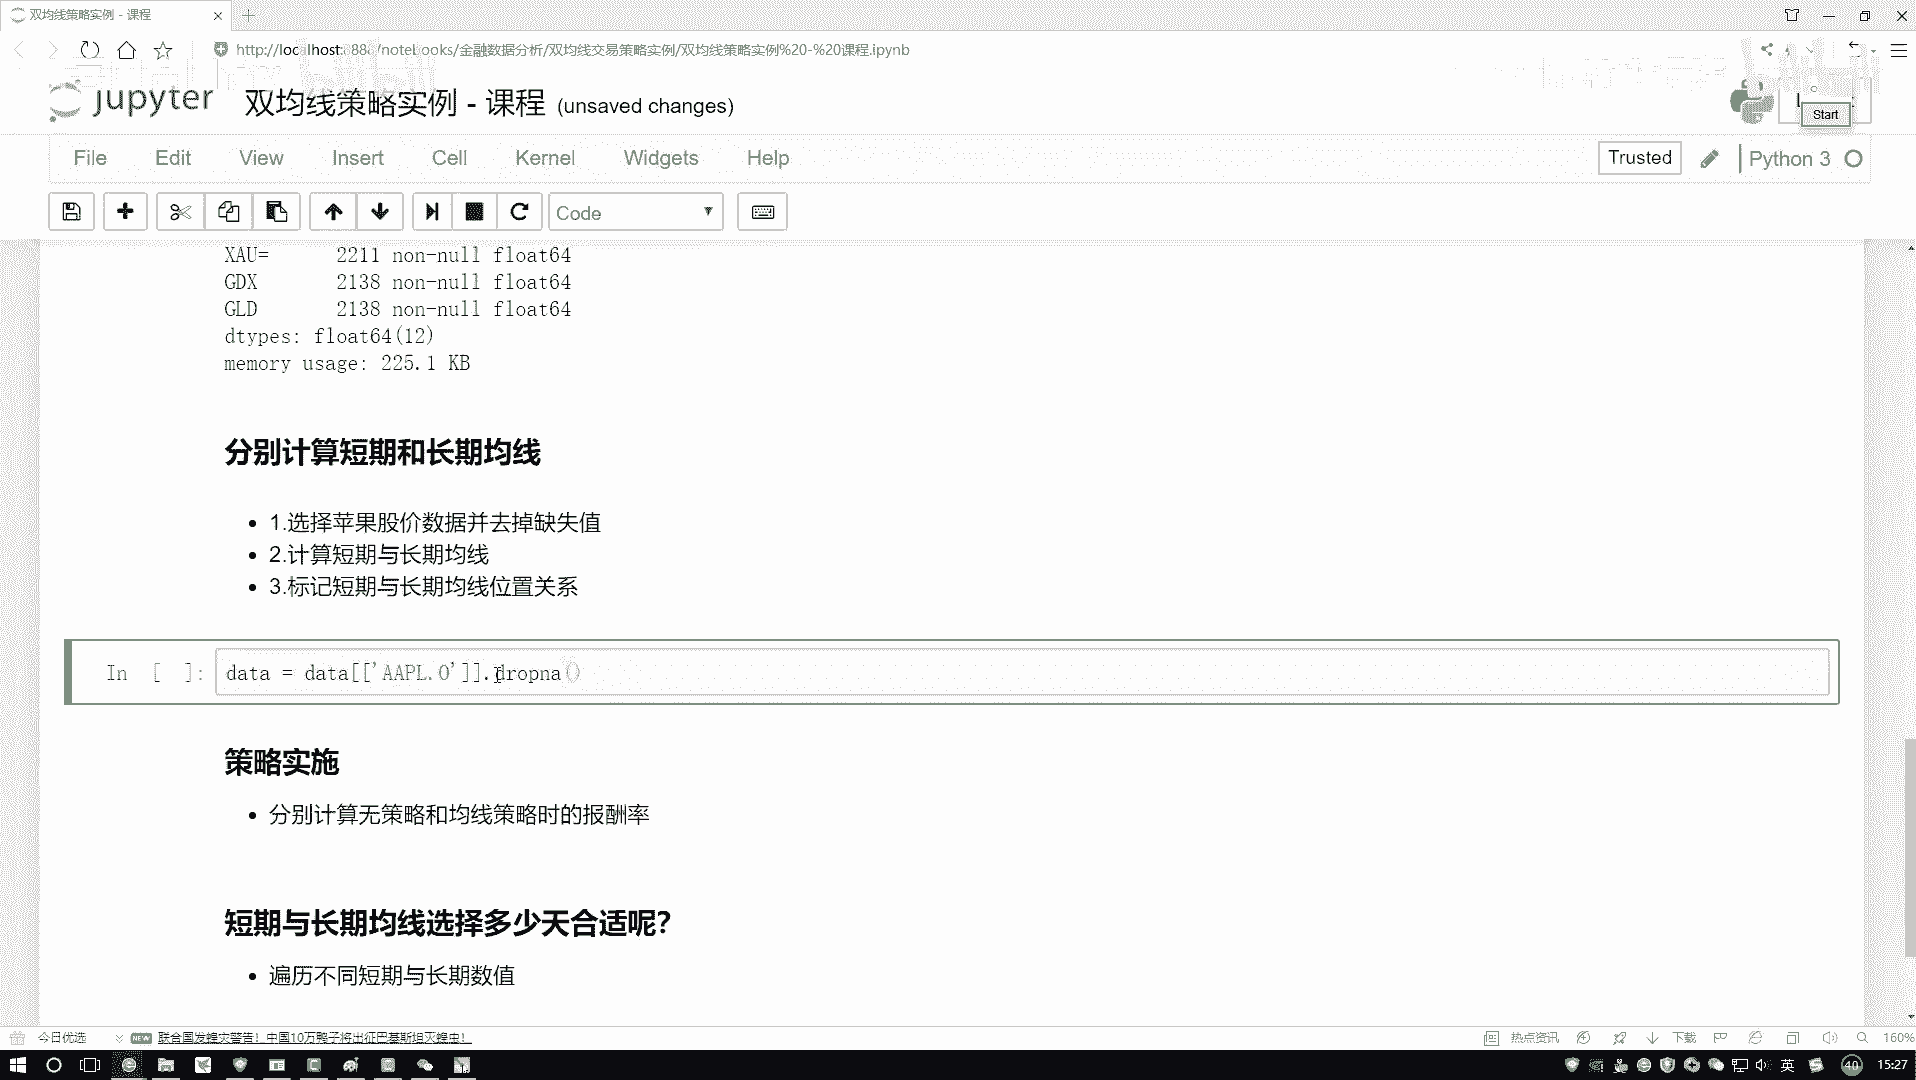 双均线策略实例 - 课程
http://localhost:888/notebooks/金融数据分析/双均线交易策略实例/双均线策略实例%20-%20课程.ipynb
jupyter 双均线策略实例 - 课程 (unsaved changes)
Start
File Edit View Insert Cell Kernel Widgets Help
Trusted Python 3
Code
XAU= 2211 non-null float64
GDX 2138 non-null float64
GLD 2138 non-null float64
dtypes: float64(12)
memory usage: 225.1 KB
分别计算短期和长期均线
• 1.选择苹果股价数据并去掉缺失值
• 2.计算短期与长期均线
• 3.标记短期与长期均线位置关系
In [ ]: data = data[['AAPL.O']].dropna()
策略实施
• 分别计算无策略和均线策略时的报酬率
短期与长期均线选择多少天合适呢?
• 遍历不同短期与长期数值
今日优选 NEW 联合国发蝗灾警告!中国10万鸭子将出征巴基斯坦灭蝗虫! 热点资讯 下载 160%
英 40 15:27